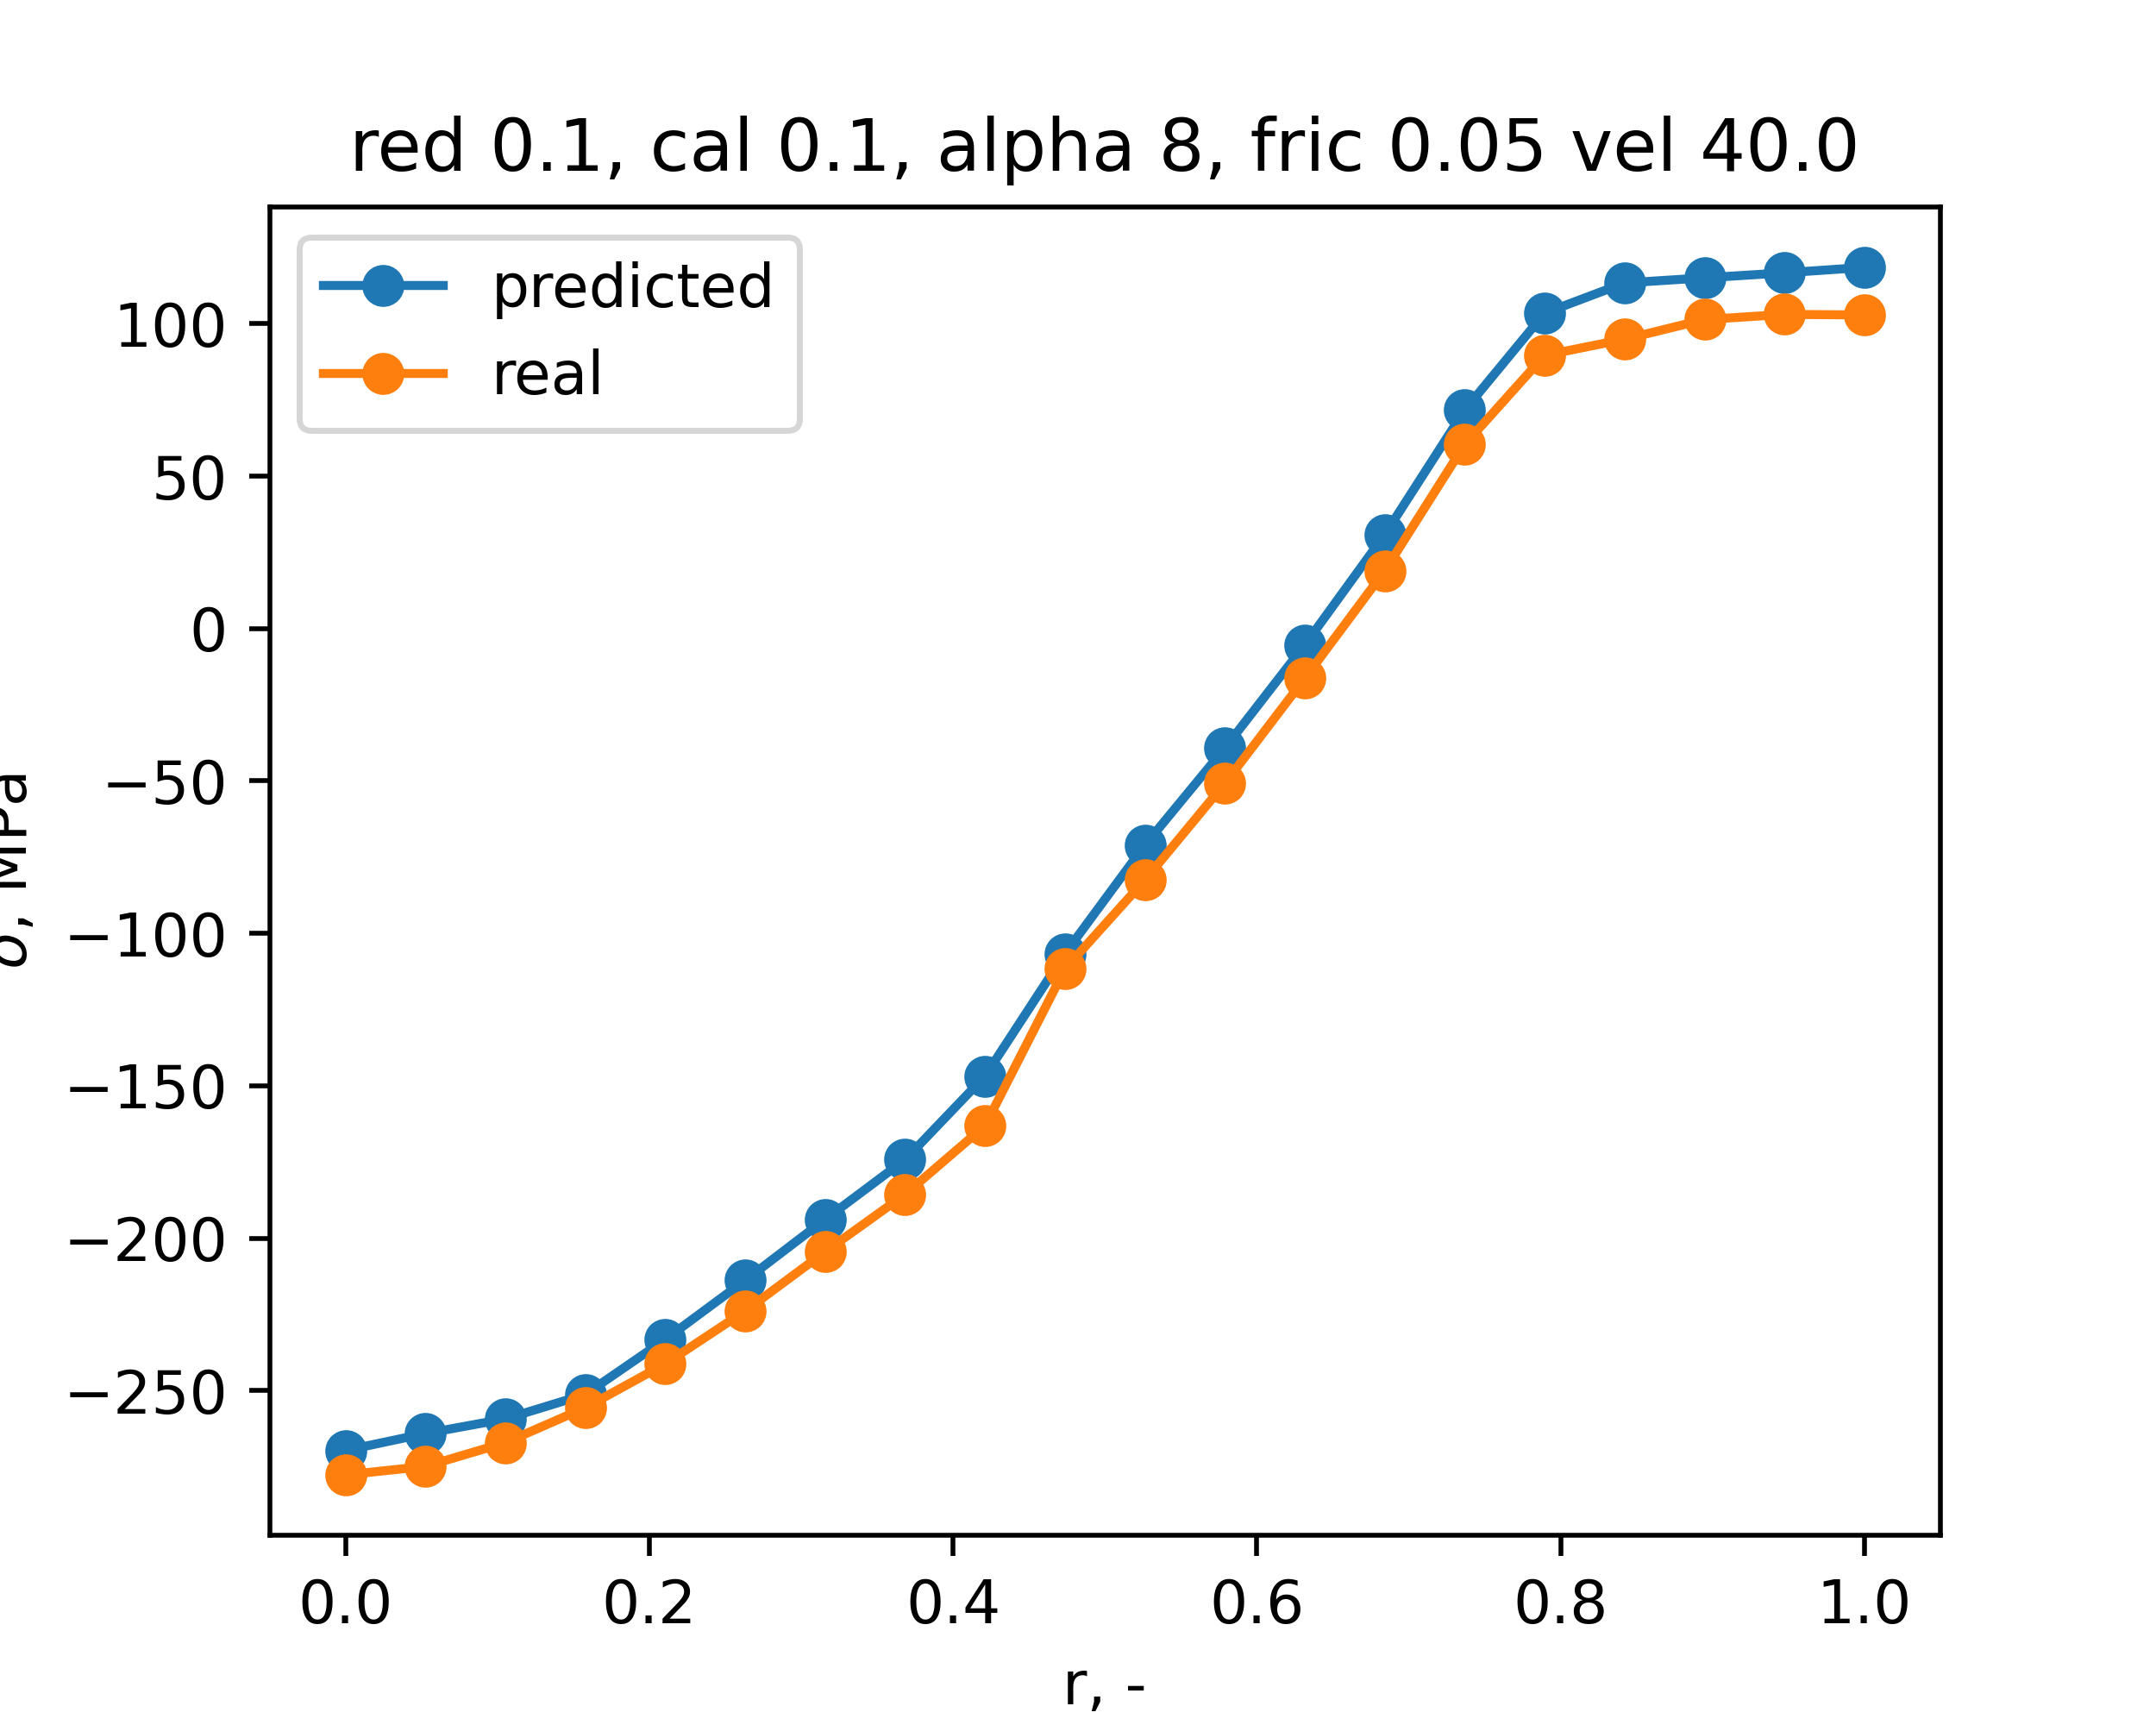 red 0.1, cal 0.1, alpha 8, fric 0.05 vel 40.0
predicted
real
100
50
0
−50
−100
−150
−200
−250
, MPa
0.0 0.2 0.4 0.6 0.8 1.0
r, -